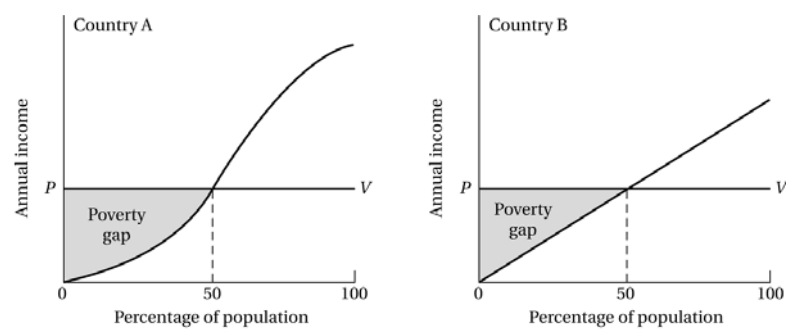 Country A
Annual income
P
V
Poverty
gap
0
50
100
Percentage of population
Country B
Annual income
P
V
Poverty
gap
0
50
100
Percentage of population